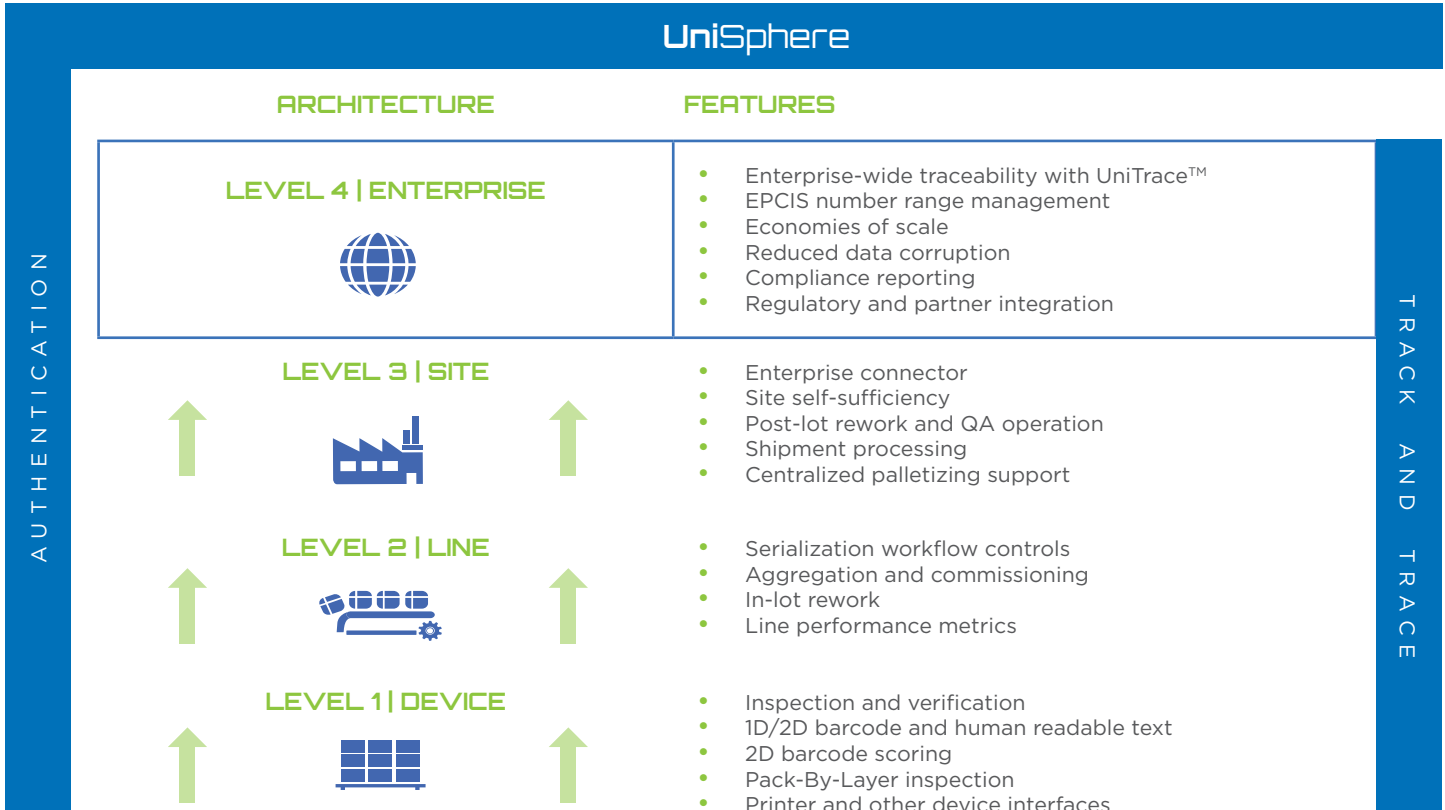 UniSphere
ARCHITECTURE
FEATURES
AUTHENTICATION
LEVEL 4 | ENTERPRISE
• Enterprise-wide traceability with UniTrace™
• EPCIS number range management
• Economies of scale
• Reduced data corruption
• Compliance reporting
• Regulatory and partner integration
LEVEL 3 | SITE
• Enterprise connector
• Site self-sufficiency
• Post-lot rework and QA operation
• Shipment processing
• Centralized palletizing support
LEVEL 2 | LINE
• Serialization workflow controls
• Aggregation and commissioning
• In-lot rework
• Line performance metrics
LEVEL 1 | DEVICE
• Inspection and verification
• 1D/2D barcode and human readable text
• 2D barcode scoring
• Pack-By-Layer inspection
• Printer and other device interfaces
TRACK AND TRACE